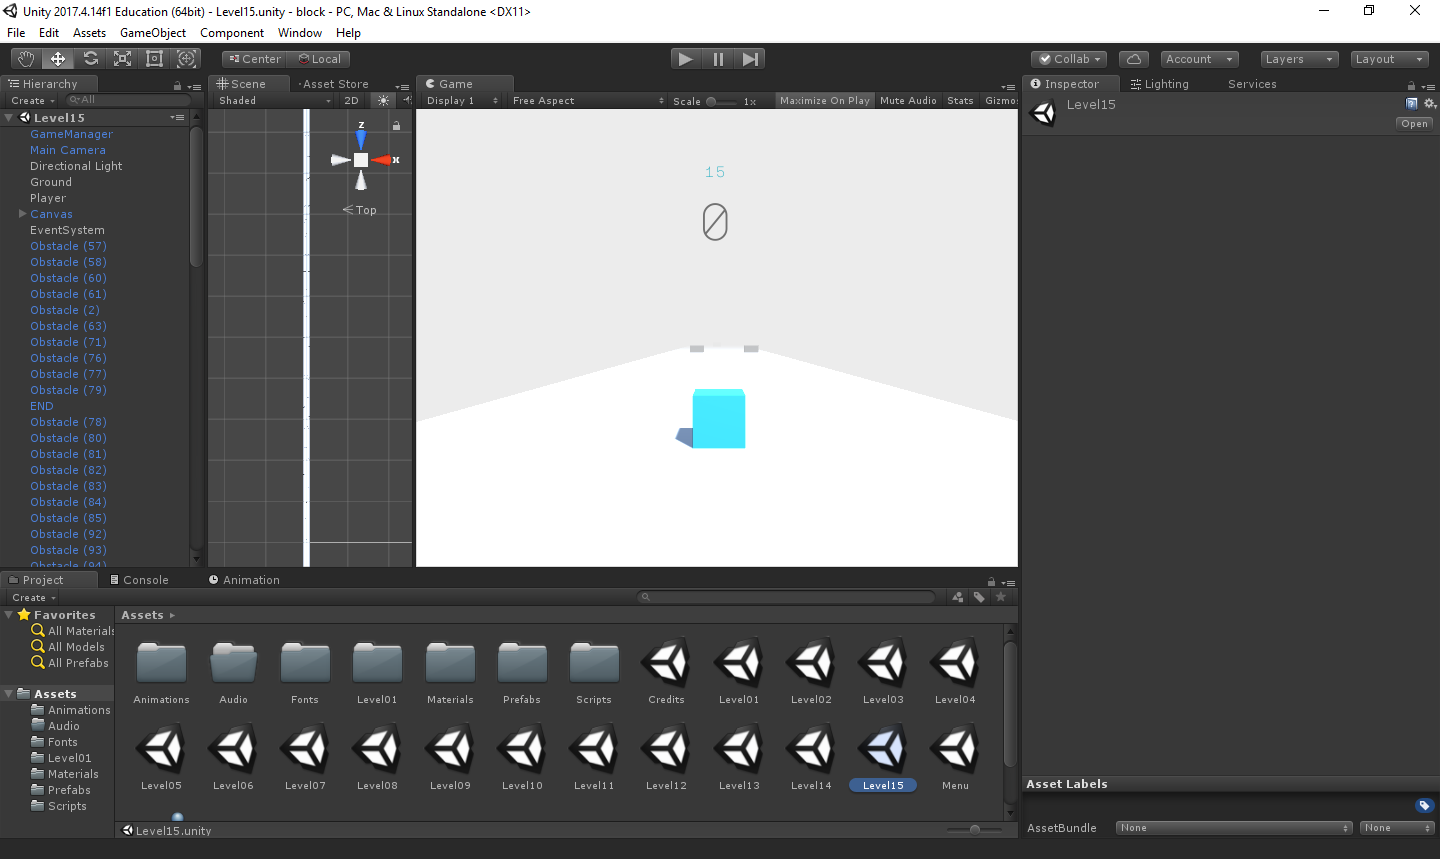 Unity 2017.4.14f1 Education (64bit) - Level15.unity - block - PC, Mac & Linux Standalone <DX11>
File Edit Assets GameObject Component Window Help
Center Local Collab Account Layers Layout
Hierarchy
Create All
Level15
GameManager
Main Camera
Directional Light
Ground
Player
Canvas
EventSystem
Obstacle (57)
Obstacle (58)
Obstacle (60)
Obstacle (61)
Obstacle (2)
Obstacle (63)
Obstacle (71)
Obstacle (76)
Obstacle (77)
Obstacle (79)
END
Obstacle (78)
Obstacle (80)
Obstacle (81)
Obstacle (82)
Obstacle (83)
Obstacle (84)
Obstacle (85)
Obstacle (92)
Obstacle (93)
Obstacle (94)
Scene Asset Store
Shaded 2D
z
x
Top
Game
Display 1 Free Aspect Scale 1x Maximize On Play Mute Audio Stats Gizmos
15
0
Inspector Lighting Services
Level15
Open
Project Console Animation
Create
Favorites
All Materials
All Models
All Prefabs
Assets
Animations
Audio
Fonts
Level01
Materials
Prefabs
Scripts
Assets
Animations Audio Fonts Level01 Materials Prefabs Scripts Credits Level01 Level02 Level03 Level04
Level05 Level06 Level07 Level08 Level09 Level10 Level11 Level12 Level13 Level14 Level15 Menu
Level15.unity
Asset Labels
AssetBundle None None